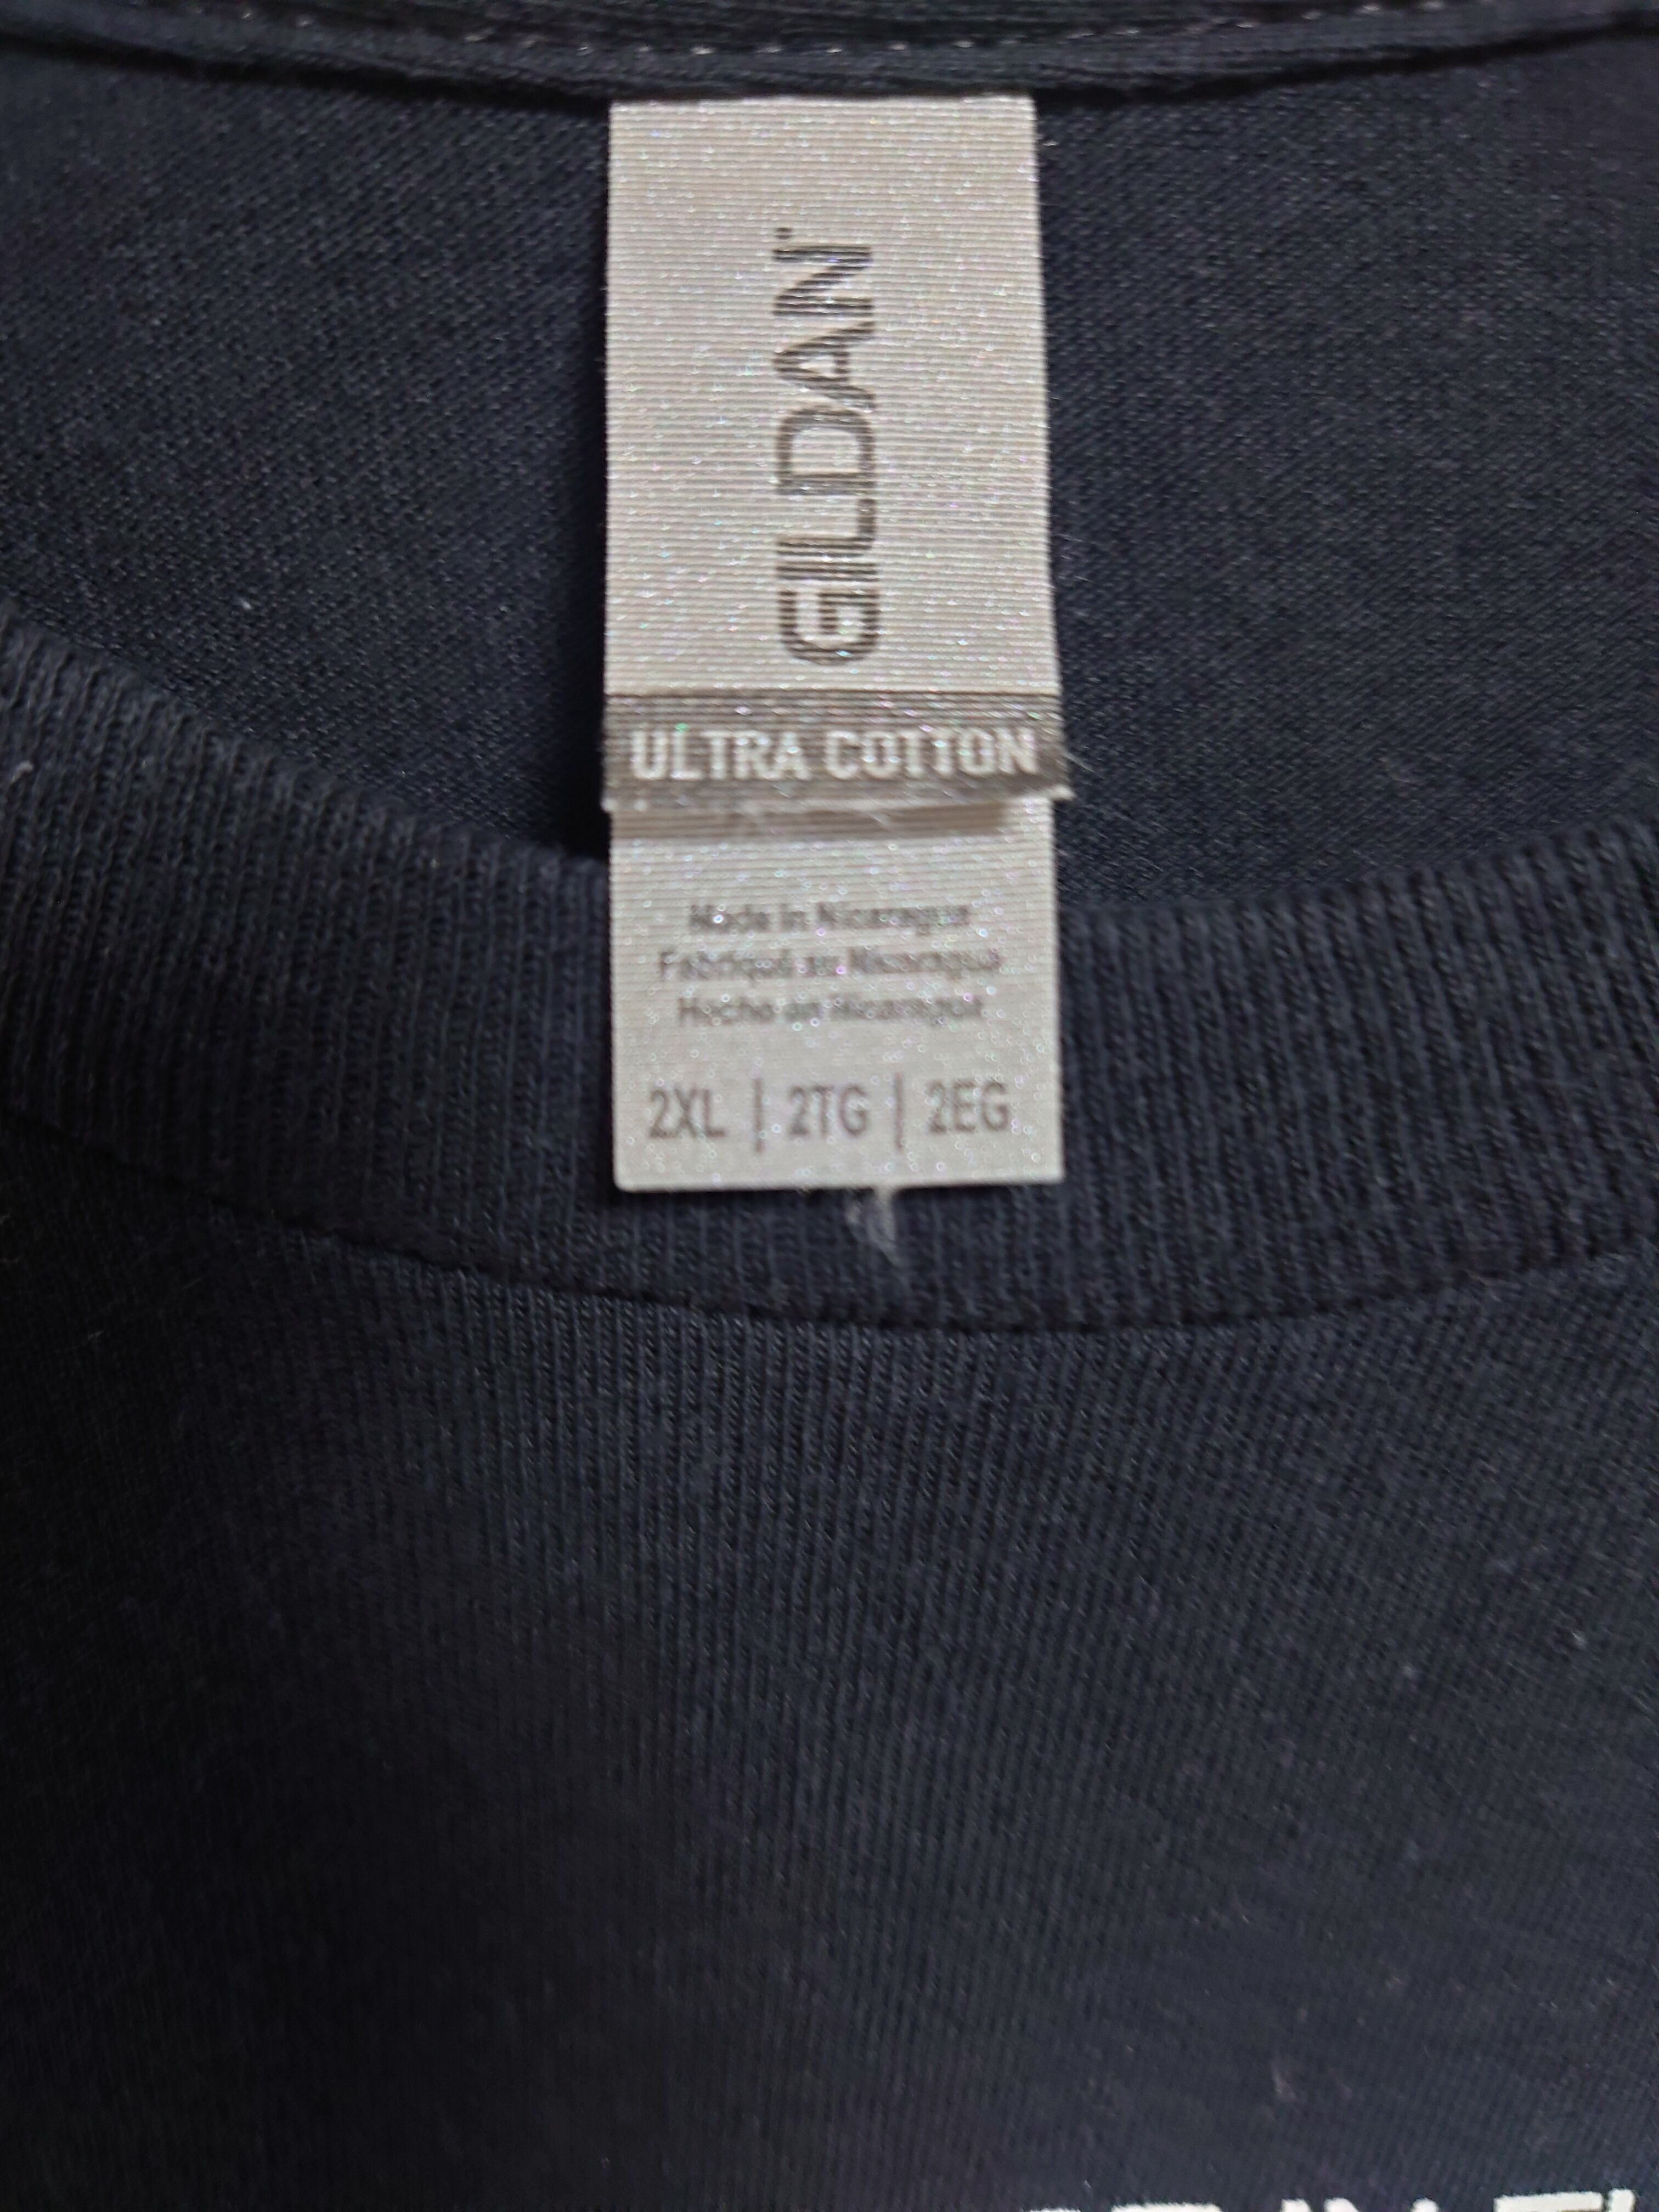 GILDAN
ULTRA COTTON
Made in Nicaragua
Fabriqué au Nicaragua
Hecho en Nicaragua
2XL | 2TG | 2EG